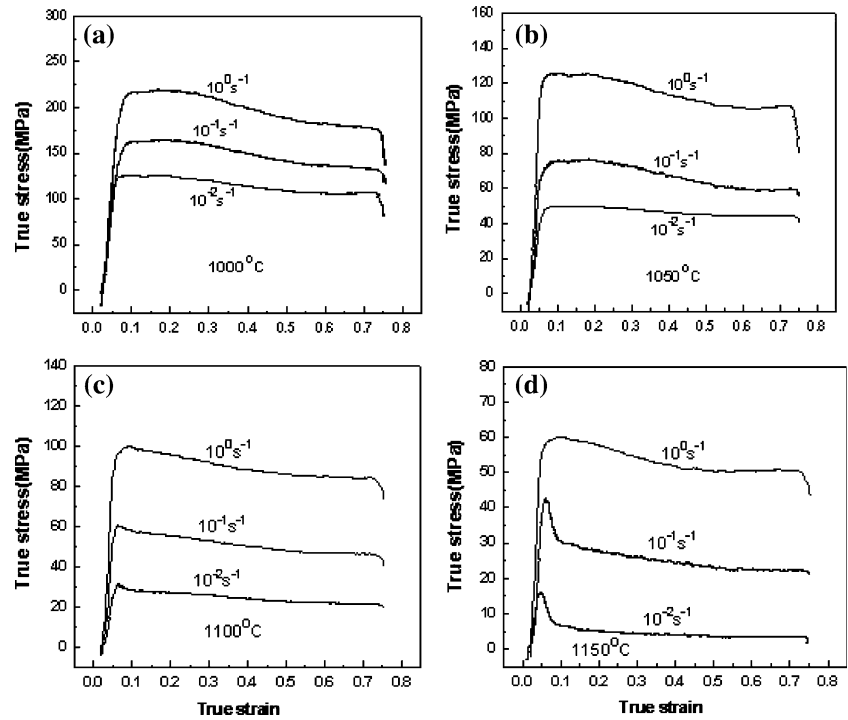 (a)
True stress(MPa)
300
250
200
150
100
50
0
10⁰s⁻¹
10⁻¹s⁻¹
10⁻²s⁻¹
1000°C
0.0 0.1 0.2 0.3 0.4 0.5 0.6 0.7 0.8
(b)
True stress(MPa)
160
140
120
100
80
60
40
20
0
10⁰s⁻¹
10⁻¹s⁻¹
10⁻²s⁻¹
1050°C
0.0 0.1 0.2 0.3 0.4 0.5 0.6 0.7 0.8
(c)
True stress(MPa)
140
120
100
80
60
40
20
0
10⁰s⁻¹
10⁻¹s⁻¹
10⁻²s⁻¹
1100°C
0.0 0.1 0.2 0.3 0.4 0.5 0.6 0.7 0.8
True strain
(d)
True stress(MPa)
80
70
60
50
40
30
20
10
0
10⁰s⁻¹
10⁻¹s⁻¹
10⁻²s⁻¹
1150°C
0.0 0.1 0.2 0.3 0.4 0.5 0.6 0.7 0.8
True strain